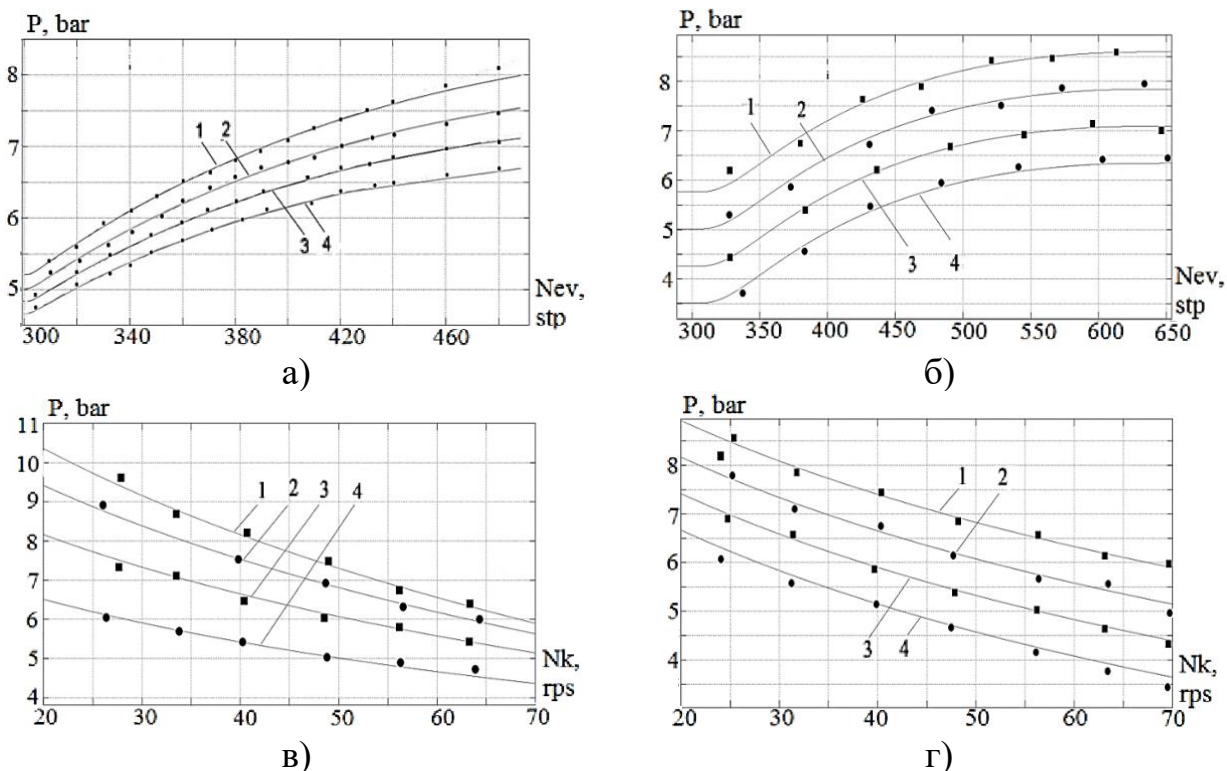 P, bar
8
7
6
5
1 2
3
4
Nev,
stp
300 340 380 420 460
а)
P, bar
8
7
6
5
4
1 2
3 4
Nev,
stp
300 350 400 450 500 550 600 650
б)
P, bar
11
10
9
8
7
6
5
4
1 2 3 4
Nk,
rps
20 30 40 50 60 70
в)
P, bar
8
7
6
5
4
1
2
3 4
Nk,
rps
20 30 40 50 60 70
г)